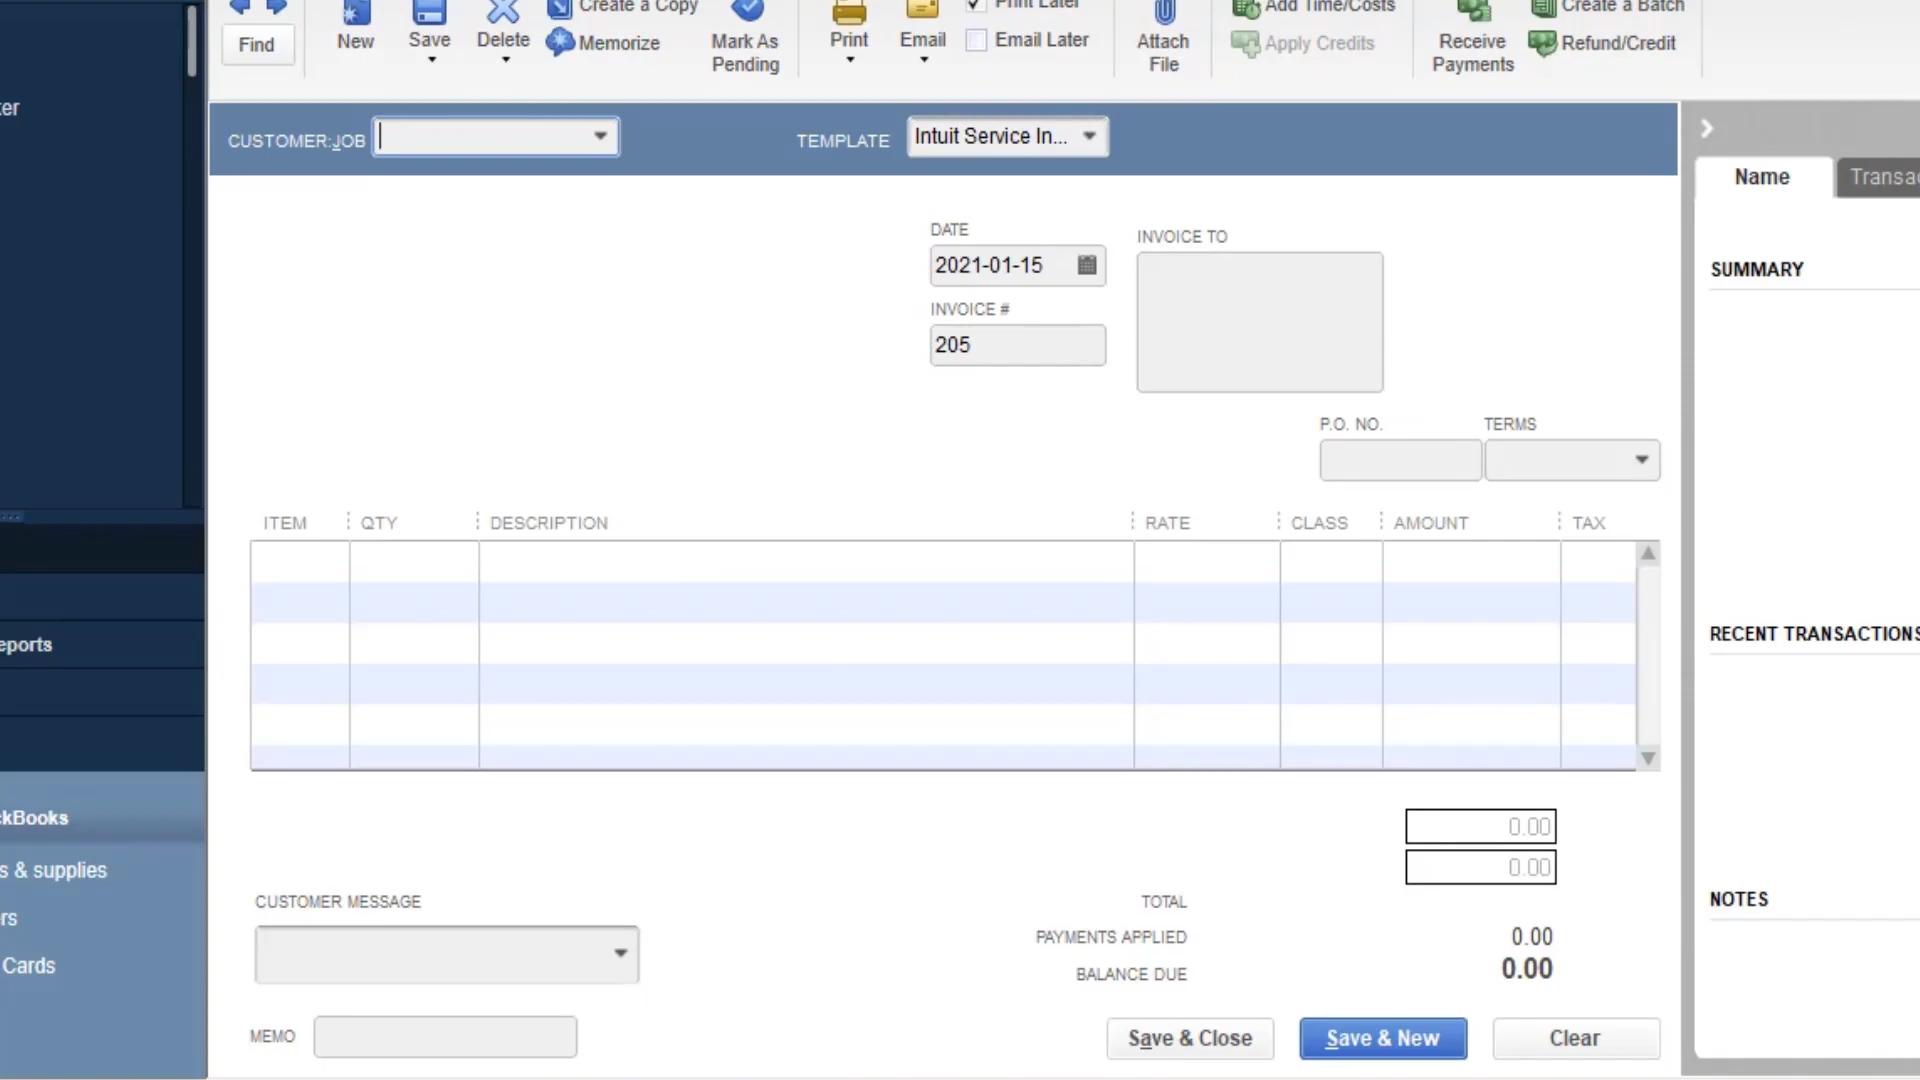 Create a Copy
Print Later
Add Time/Costs
Create a Batch
Find
New
Save
Delete
Memorize
Mark As
Pending
Print
Email
Email Later
Attach
File
Apply Credits
Receive
Payments
Refund/Credit
ter
CUSTOMER:JOB
TEMPLATE
Intuit Service In...
Name
Transac
DATE
2021-01-15
INVOICE TO
INVOICE #
205
SUMMARY
P.O. NO.
TERMS
ITEM QTY DESCRIPTION RATE CLASS AMOUNT TAX
eports
RECENT TRANSACTIONS
ckBooks
s & supplies
rs
Cards
0.00
0.00
CUSTOMER MESSAGE
TOTAL
PAYMENTS APPLIED 0.00
BALANCE DUE 0.00
NOTES
MEMO
Save & Close
Save & New
Clear